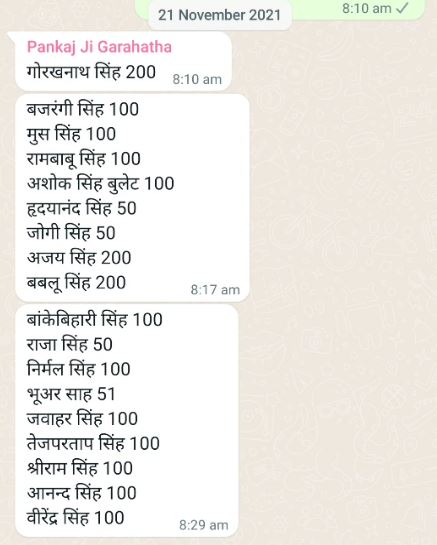 8:10 am
21 November 2021
Pankaj Ji Garahatha
गोरखनाथ सिंह 200
8:10 am
बजरंगी सिंह 100
मुस सिंह 100
रामबाबू सिंह 100
अशोक सिंह बुलेट 100
हृदयानंद सिंह 50
जोगी सिंह 50
अजय सिंह 200
बबलू सिंह 200
8:17 am
बांकेबिहारी सिंह 100
राजा सिंह 50
निर्मल सिंह 100
भूअर साह 51
जवाहर सिंह 100
तेजपरताप सिंह 100
श्रीराम सिंह 100
आनन्द सिंह 100
वीरेंद्र सिंह 100
8:29 am